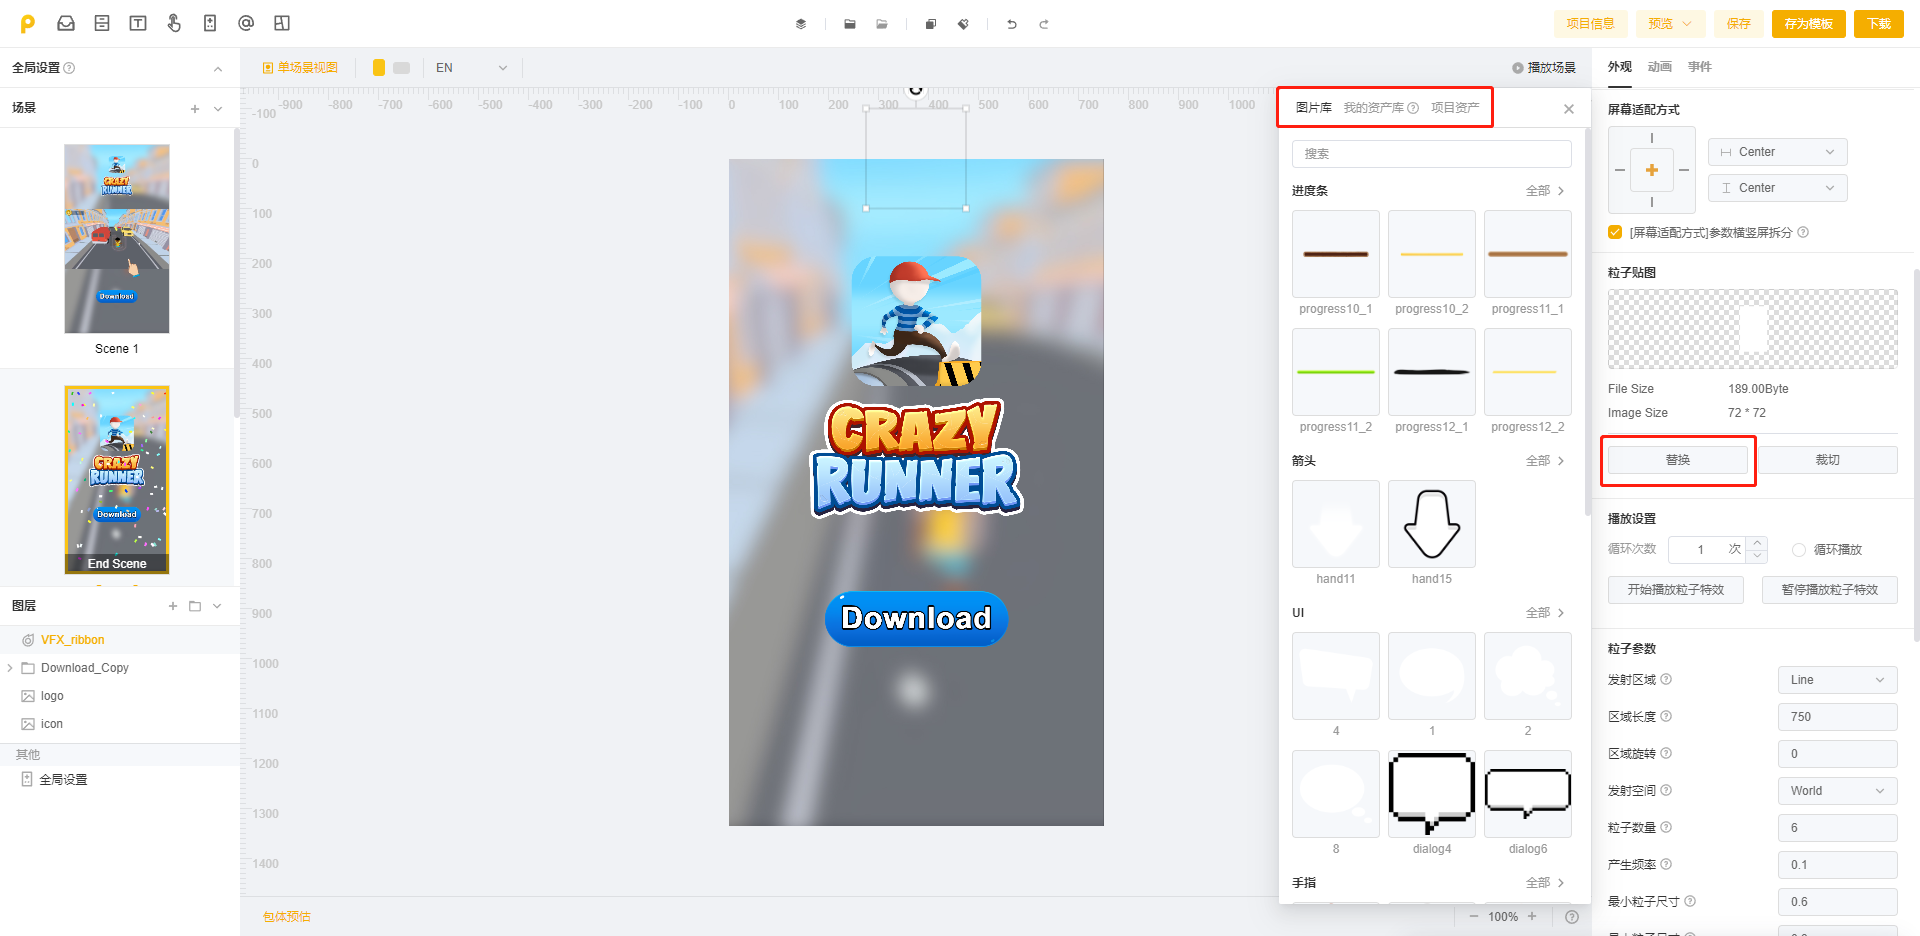 项目信息
预览
保存
存为模板
下载
全局设置
单场景视图
EN
播放场景
外观
动画
事件
场景
-900
-800
-700
-600
-500
-400
-300
-200
-100
0
100
200
300
400
500
600
700
800
900
1000
-100
0
100
200
300
400
500
600
700
800
900
1000
1100
1200
1300
1400
CRAZY
RUNNER
Download
Scene 1
CRAZY
RUNNER
Download
End Scene
图层
VFX_ribbon
Download_Copy
logo
icon
其他
全局设置
CRAZY
RUNNER
Download
包体预估
100%
图片库
我的资产库
项目资产
搜索
进度条
全部
progress10_1
progress10_2
progress11_1
progress11_2
progress12_1
progress12_2
箭头
全部
hand11
hand15
UI
全部
4
1
2
8
dialog4
dialog6
手指
全部
屏幕适配方式
Center
Center
[屏幕适配方式]参数横竖屏拆分
粒子贴图
File Size 189.00Byte
Image Size 72 * 72
替换
裁切
播放设置
循环次数 1 次
循环播放
开始播放粒子特效
暂停播放粒子特效
粒子参数
发射区域 Line
区域长度 750
区域旋转 0
发射空间 World
粒子数量 6
产生频率 0.1
最小粒子尺寸 0.6